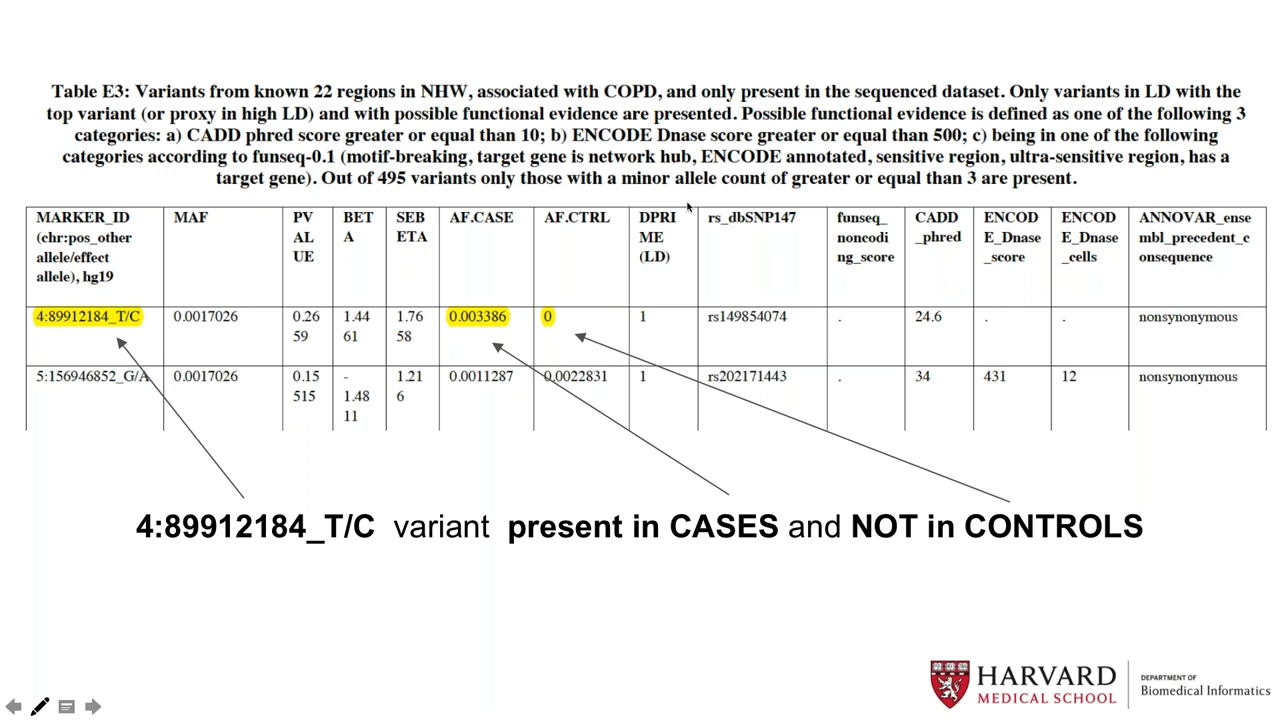 Table E3: Variants from known 22 regions in NHW, associated with COPD, and only present in the sequenced dataset. Only variants in LD with the
top variant (or proxy in high LD) and with possible functional evidence are presented. Possible functional evidence is defined as one of the following 3
categories: a) CADD phred score greater or equal than 10; b) ENCODE Dnase score greater or equal than 500; c) being in one of the following
categories according to funseq-0.1 (motif-breaking, target gene is network hub, ENCODE annotated, sensitive region, ultra-sensitive region, has a
target gene). Out of 495 variants only those with a minor allele count of greater or equal than 3 are present.
MARKER_ID
(chr:pos_other
allele/effect
allele), hg19
MAF
PV
AL
UE
BET
A
SEB
ETA
AF.CASE
AF.CTRL
DPRI
ME
(LD)
rs_dbSNP147
funseq_
noncodi
ng_score
CADD
_phred
ENCOD
E_Dnase
_score
ENCOD
E_Dnase
_cells
ANNOVAR_ense
mbl_precedent_c
onsequence
4:89912184_T/C
0.0017026
0.26
59
1.44
61
1.76
58
0.003386
0
1
rs149854074
.
24.6
.
.
nonsynonymous
5:156946852_G/A
0.0017026
0.15
515
-
1.48
11
1.21
6
0.0011287
0.0022831
1
rs202171443
.
34
431
12
nonsynonymous
4:89912184_T/C variant present in CASES and NOT in CONTROLS
HARVARD
MEDICAL SCHOOL
DEPARTMENT OF
Biomedical Informatics